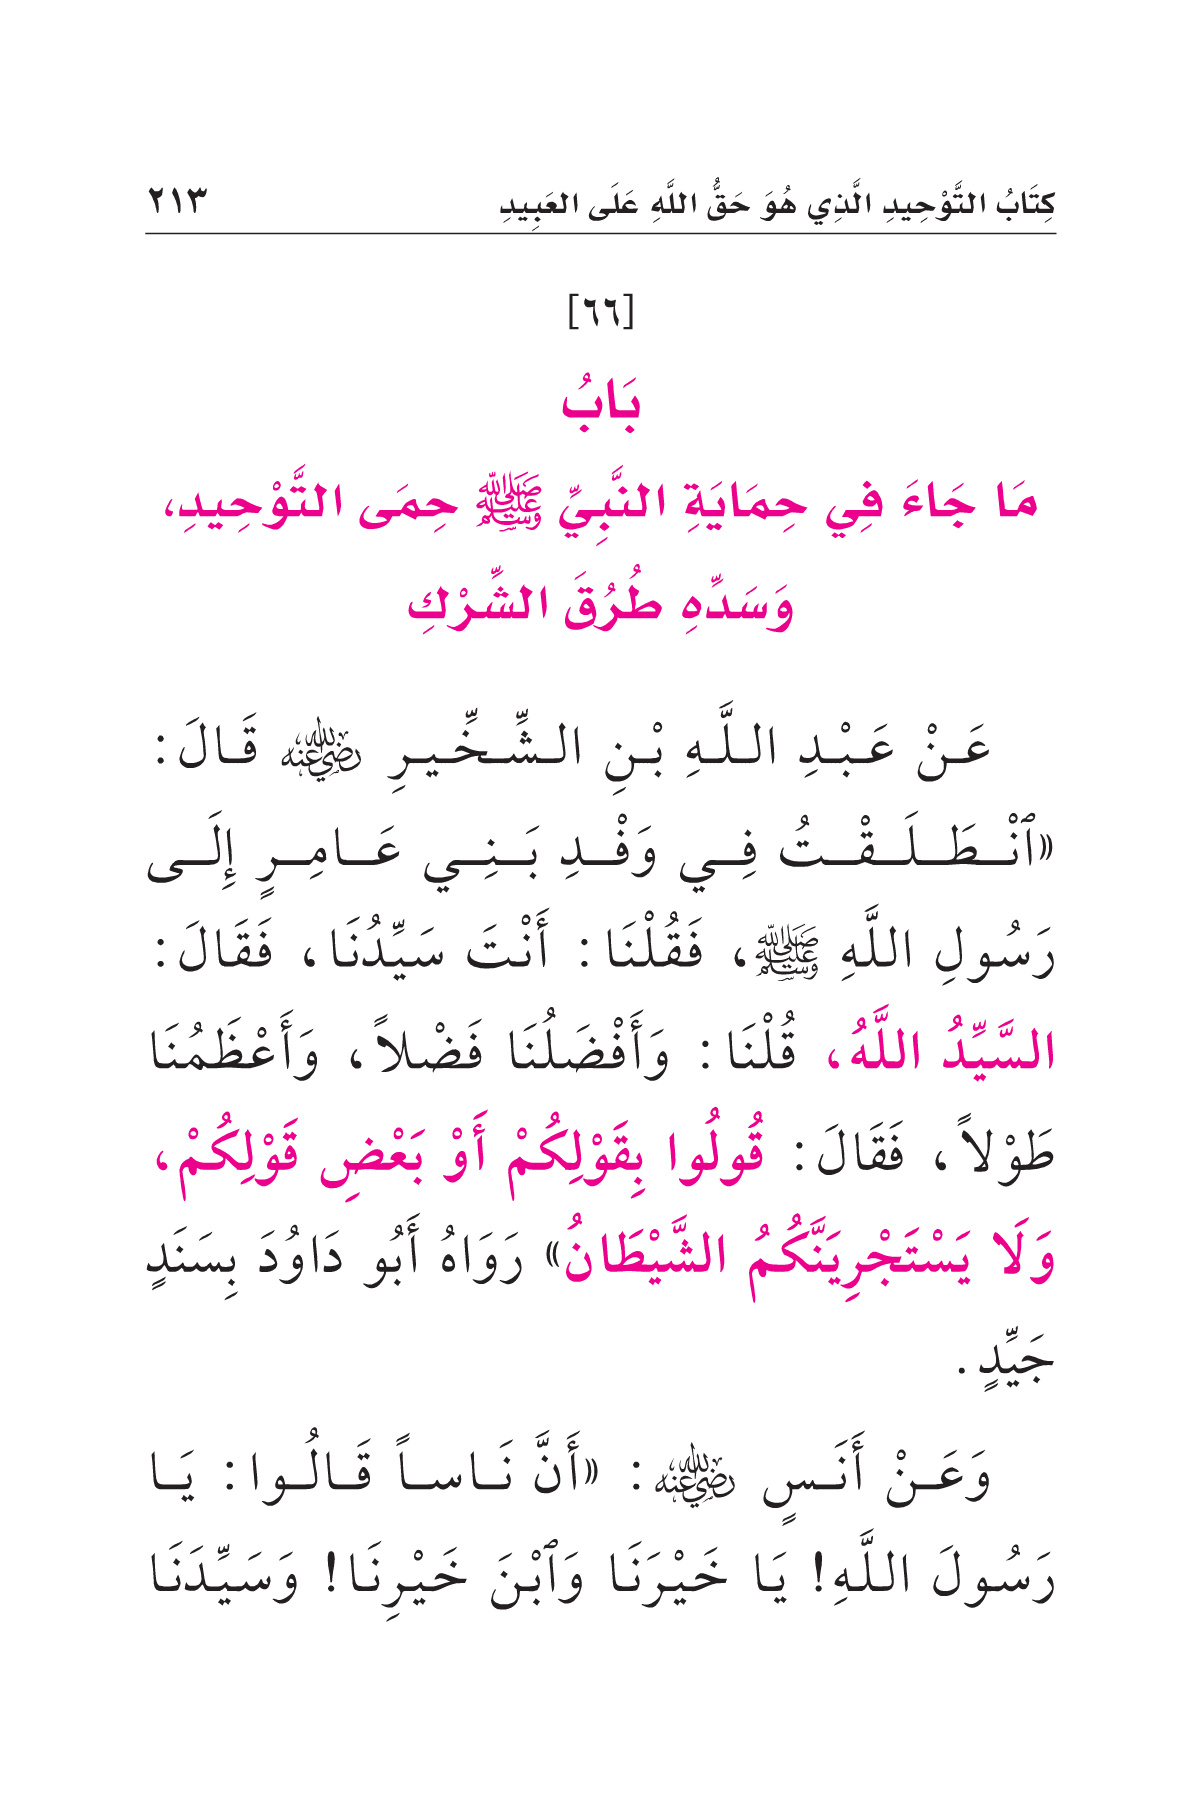 كِتَابُ التَّوْحِيدِ الَّذِي هُوَ حَقُّ اللَّهِ عَلَى العَبِيدِ ٢١٣
[٦٦]
بَابُ
مَا جَاءَ فِي حِمَايَةِ النَّبِيِّ ﷺ حِمَى التَّوْحِيدِ،
وَسَدِّهِ طُرُقَ الشِّرْكِ
عَنْ عَبْدِ اللَّهِ بْنِ الشِّخِّيرِ رضي الله عنه قَالَ:
«ٱنْطَلَقْتُ فِي وَفْدِ بَنِي عَامِرٍ إِلَى
رَسُولِ اللَّهِ ﷺ، فَقُلْنَا: أَنْتَ سَيِّدُنَا، فَقَالَ:
السَّيِّدُ اللَّهُ، قُلْنَا: وَأَفْضَلُنَا فَضْلاً، وَأَعْظَمُنَا
طَوْلاً، فَقَالَ: قُولُوا بِقَوْلِكُمْ أَوْ بَعْضِ قَوْلِكُمْ،
وَلَا يَسْتَجْرِيَنَّكُمُ الشَّيْطَانُ» رَوَاهُ أَبُو دَاوُدَ بِسَنَدٍ
جَيِّدٍ.
وَعَنْ أَنَسٍ رضي الله عنه: «أَنَّ نَاساً قَالُوا: يَا
رَسُولَ اللَّهِ! يَا خَيْرَنَا وَٱبْنَ خَيْرِنَا! وَسَيِّدَنَا